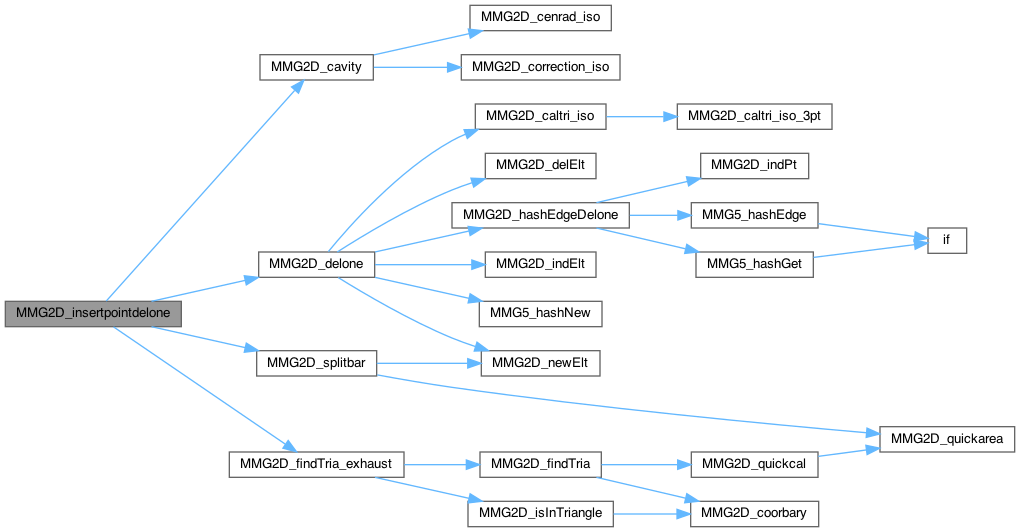 MMG2D_cenrad_iso
MMG2D_cavity
MMG2D_correction_iso
MMG2D_caltri_iso
MMG2D_caltri_iso_3pt
MMG2D_delElt
MMG2D_indPt
MMG2D_hashEdgeDelone
MMG5_hashEdge
if
MMG2D_delone
MMG2D_indElt
MMG5_hashGet
MMG2D_insertpointdelone
MMG5_hashNew
MMG2D_splitbar
MMG2D_newElt
MMG2D_quickarea
MMG2D_findTria_exhaust
MMG2D_findTria
MMG2D_quickcal
MMG2D_isInTriangle
MMG2D_coorbary